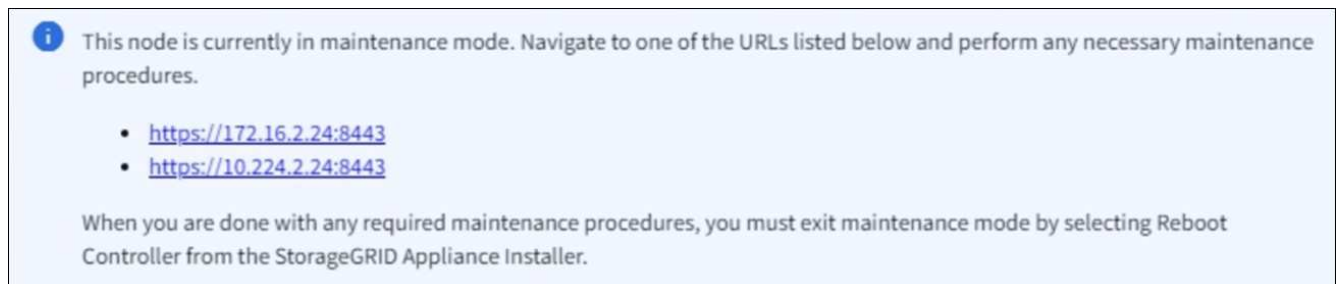 This node is currently in maintenance mode. Navigate to one of the URLs listed below and perform any necessary maintenance
procedures.
• https://172.16.2.24:8443
• https://10.224.2.24:8443
When you are done with any required maintenance procedures, you must exit maintenance mode by selecting Reboot
Controller from the StorageGRID Appliance Installer.